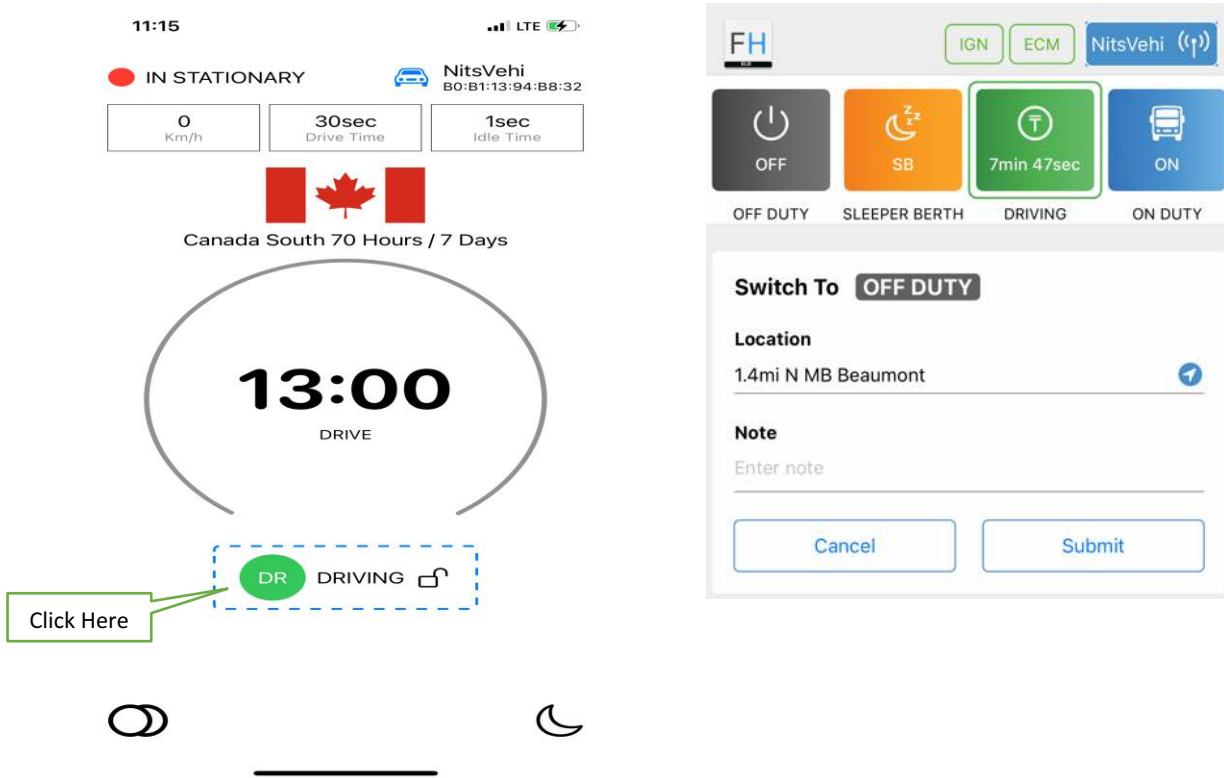 11:15
LTE
IN STATIONARY
NitsVehi
B0:B1:13:94:B8:32
0
Km/h
30sec
Drive Time
1sec
Idle Time
Canada South 70 Hours / 7 Days
13:00
DRIVE
DR DRIVING
Click Here
FH
ELD
IGN
ECM
NitsVehi
OFF
SB
7min 47sec
ON
OFF DUTY
SLEEPER BERTH
DRIVING
ON DUTY
Switch To OFF DUTY
Location
1.4mi N MB Beaumont
Note
Enter note
Cancel
Submit